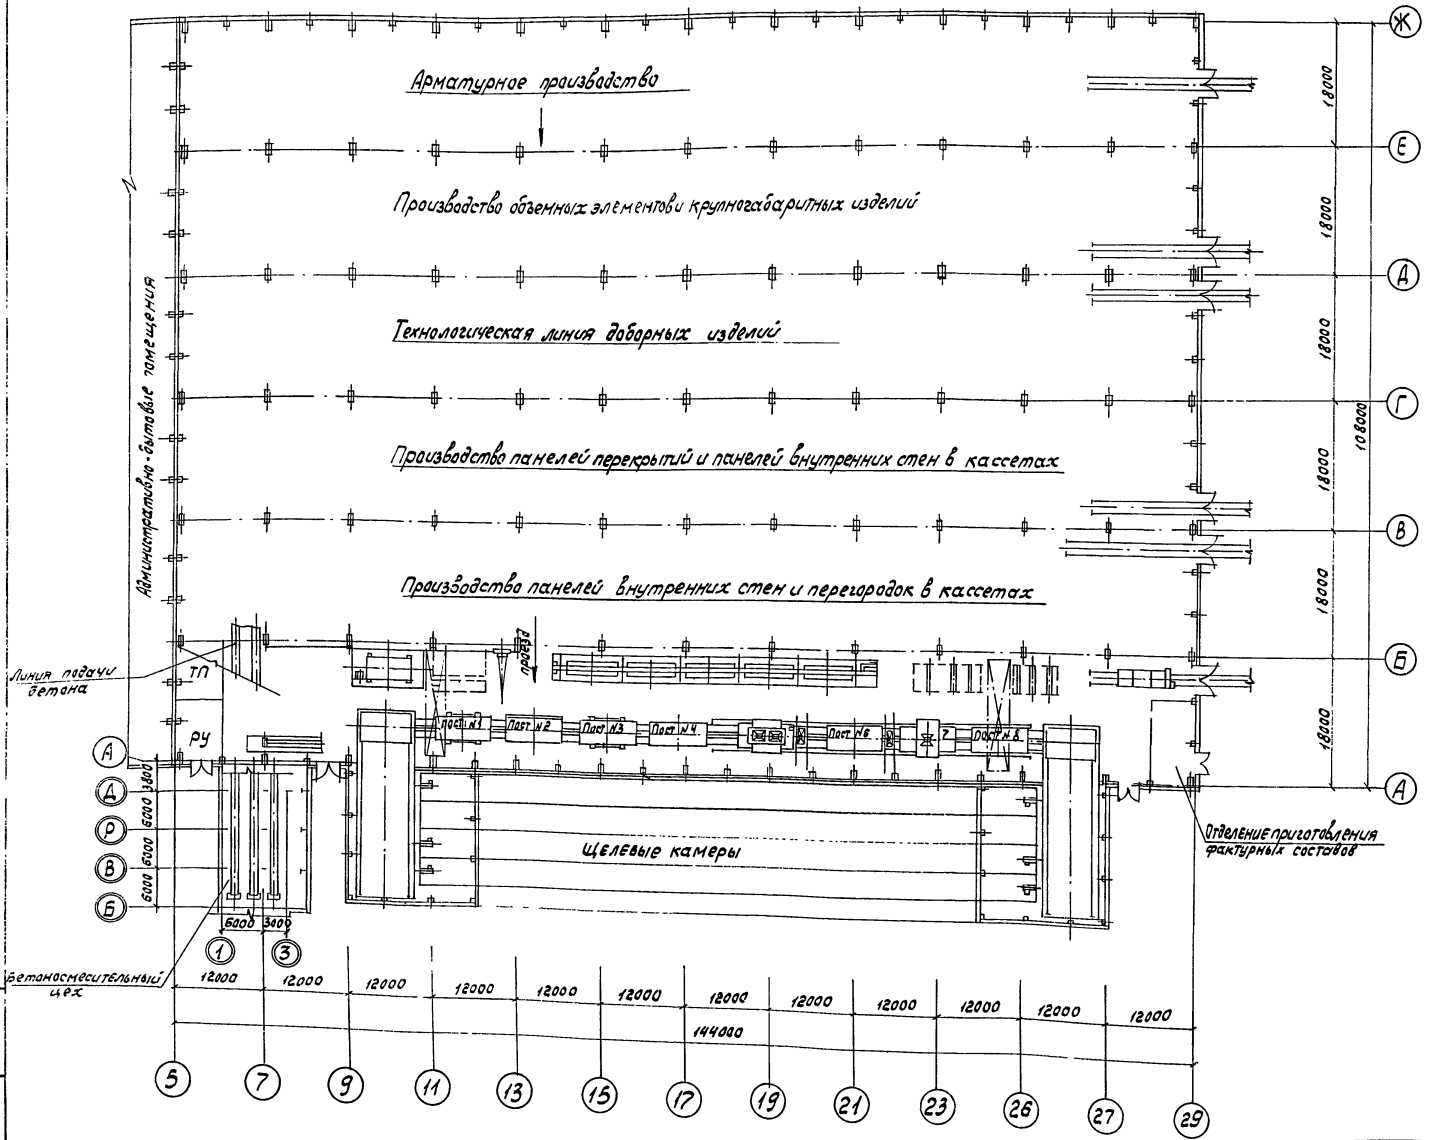 Ж
Арматурное производство
18000
Е
Производство объемных элементов и крупногабаритных изделий
18000
Д
Административно-бытовые помещения
Технологическая линия доборных изделий
18000
Г
108000
Производство панелей перекрытий и панелей внутренних стен в кассетах
18000
В
Производство панелей внутренних стен и перегородок в кассетах
18000
проезд
Линия подачи
бетона
ТП
Б
РУ
Пост №1
Пост №2
Пост №3
Пост №4
Пост №6
7
Пост №8
18000
А
А
3800
Д
6000
Р
6000
В
6000
Б
Щелевые камеры
Отделение приготовления
фактурных составов
6000
3000
1
3
Бетоносмесительный
цех
12000
12000
12000
12000
12000
12000
12000
12000
12000
12000
12000
12000
144000
5
7
9
11
13
15
17
19
21
23
26
27
29